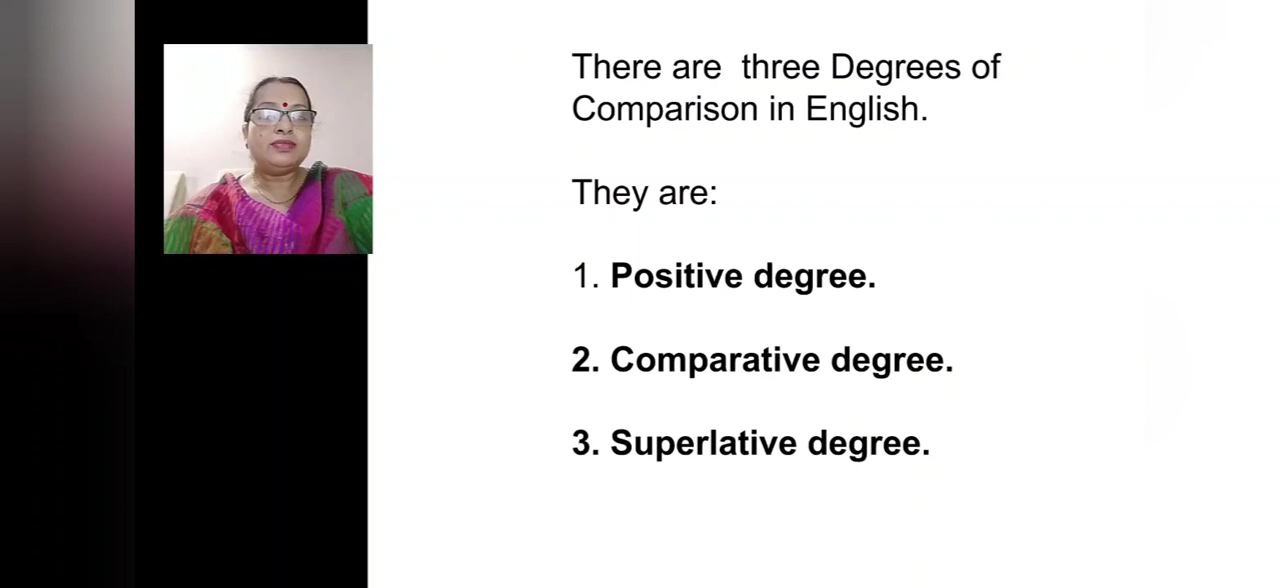 There are  three Degrees of
Comparison in English.
They are:
1. Positive degree.
2. Comparative degree.
3. Superlative degree.